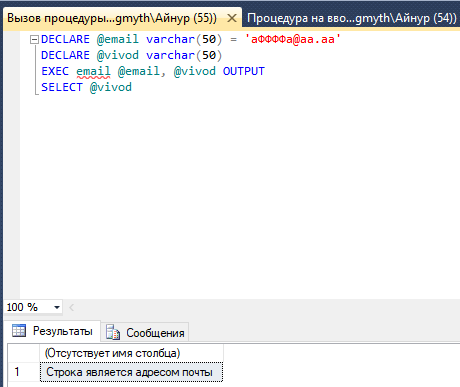 Вызов процедуры...gmyth\Айнур (55)) Процедура на вво...gmyth\Айнур (54))
DECLARE @email varchar(50) = 'аФФФФа@aa.aa'
DECLARE @vivod varchar(50)
EXEC email @email, @vivod OUTPUT
SELECT @vivod
100 %
Результаты Сообщения
(Отсутствует имя столбца)
1 Строка является адресом почты